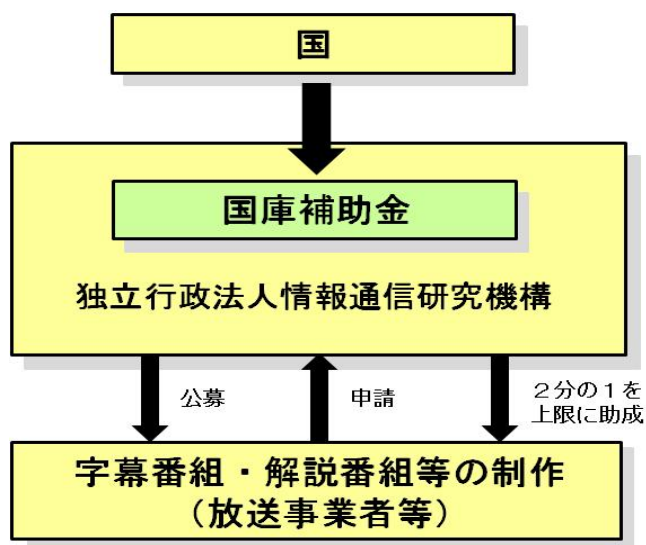 国
国庫補助金
独立行政法人情報通信研究機構
公募
申請
２分の１を
上限に助成
字幕番組・解説番組等の制作
（放送事業者等）